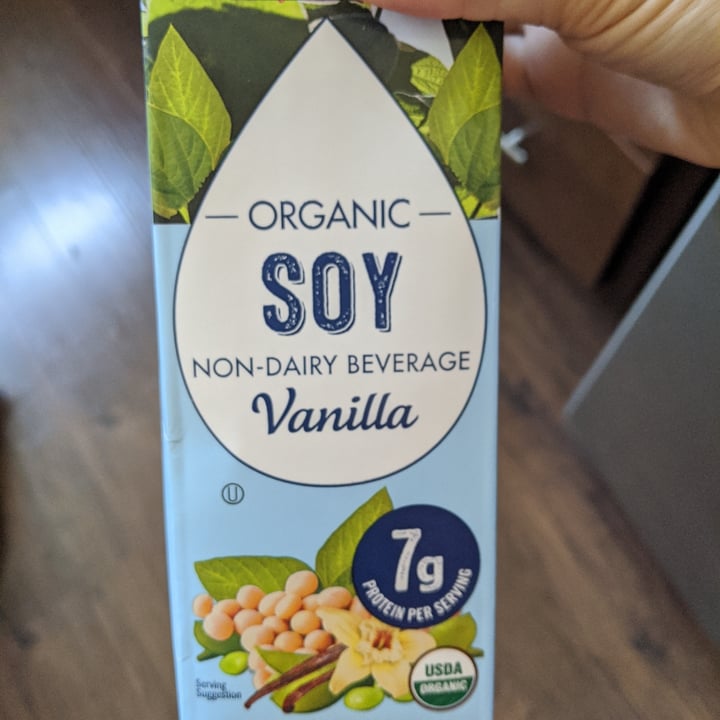 — ORGANIC —
SOY
NON-DAIRY BEVERAGE
Vanilla
U
7g
PROTEIN PER SERVING
USDA
ORGANIC
Serving
Suggestion